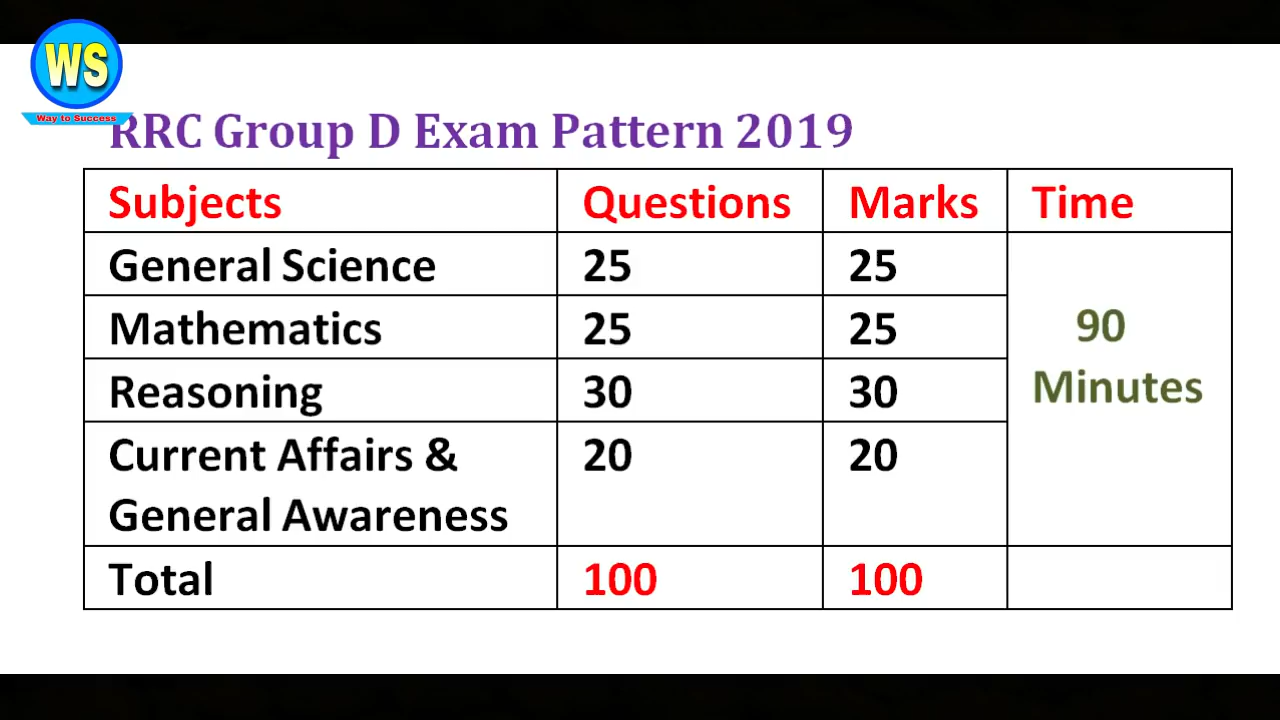 WS
Way to Success
RRC Group D Exam Pattern 2019
Subjects Questions Marks Time
General Science 25 25
Mathematics 25 25
90
Minutes
Reasoning 30 30
Current Affairs & 20 20
General Awareness
Total 100 100